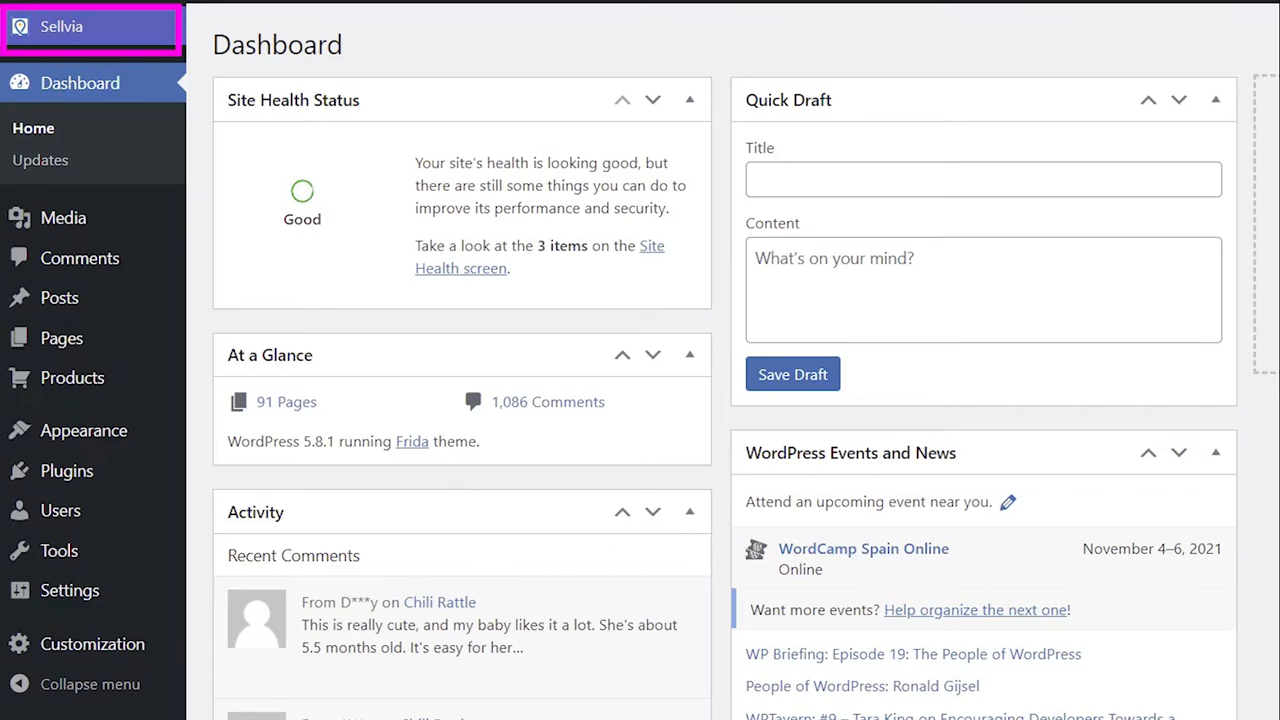 Sellvia
Dashboard
Home
Updates
Media
Comments
Posts
Pages
Products
Appearance
Plugins
Users
Tools
Settings
Customization
Collapse menu
Dashboard
Site Health Status
Good
Your site's health is looking good, but
there are still some things you can do to
improve its performance and security.
Take a look at the 3 items on the Site
Health screen.
At a Glance
91 Pages
1,086 Comments
WordPress 5.8.1 running Frida theme.
Activity
Recent Comments
From D***y on Chili Rattle
This is really cute, and my baby likes it a lot. She's about
5.5 months old. It's easy for her...
Quick Draft
Title
Content
What's on your mind?
Save Draft
WordPress Events and News
Attend an upcoming event near you.
WordCamp Spain Online
November 4–6, 2021
Online
Want more events? Help organize the next one!
WP Briefing: Episode 19: The People of WordPress
People of WordPress: Ronald Gijsel
WPTavern: #9 – Tara King on Encouraging Developers Towards a